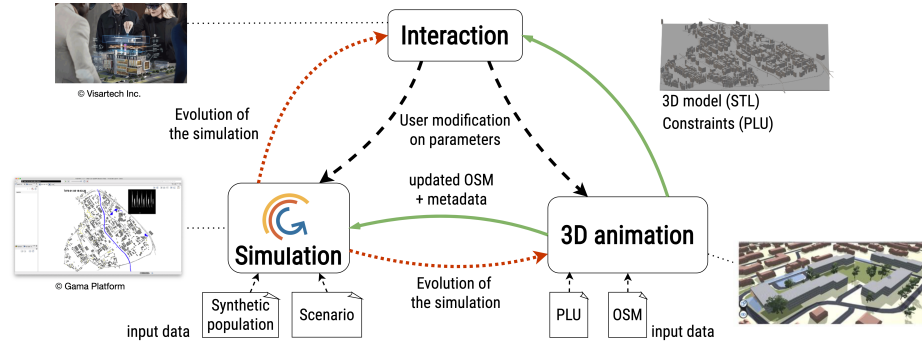 Interaction
© Visartech Inc.
3D model (STL)
Constraints (PLU)
Evolution of
the simulation
User modification
on parameters
updated OSM
+ metadata
Simulation
3D animation
© Gama Platform
Evolution of
the simulation
Synthetic
population
Scenario
PLU
OSM
input data
input data